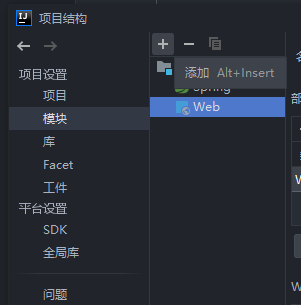 项目结构
项目设置
项目
模块
库
Facet
工件
平台设置
SDK
全局库
问题
添加 Alt+Insert
Spring
Web